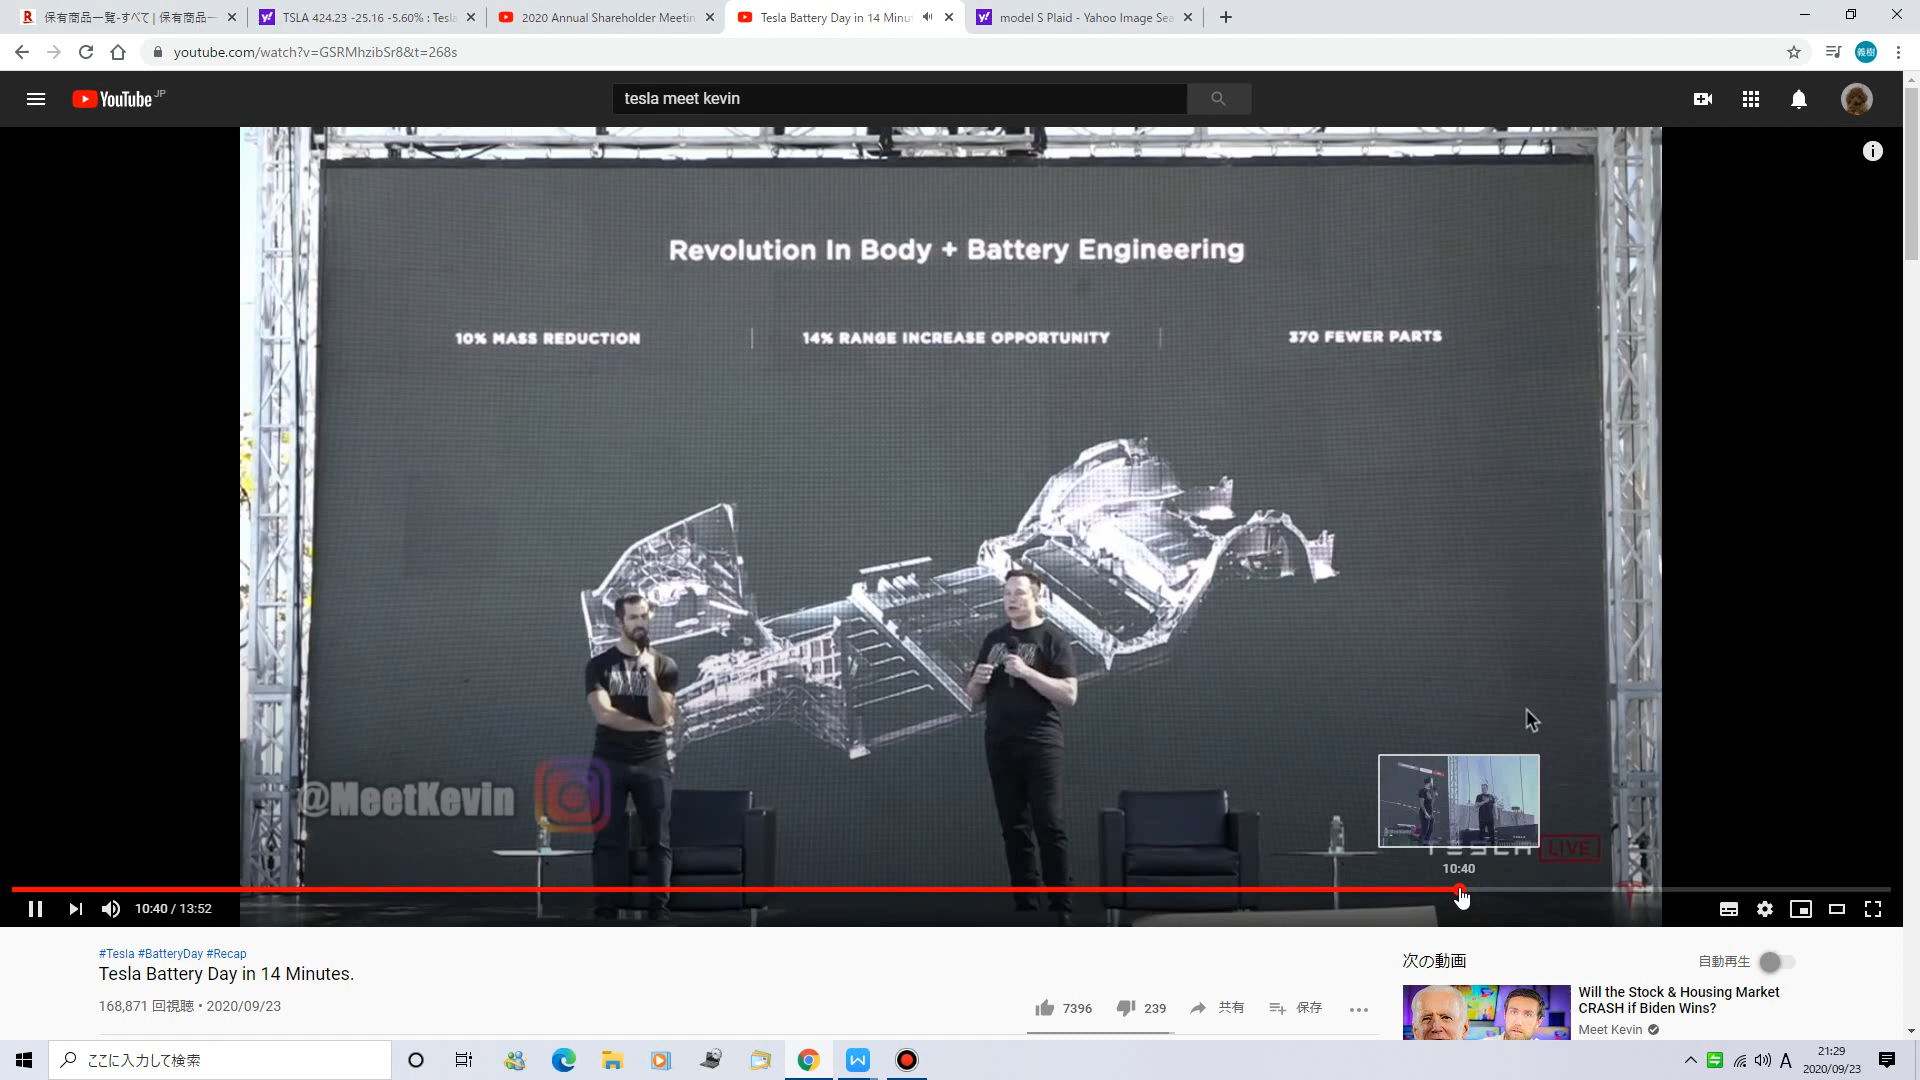 保有商品一覧-すべて | 保有商品一
TSLA 424.23 -25.16 -5.60% : Tesla
2020 Annual Shareholder Meetin
Tesla Battery Day in 14 Minut
model S Plaid - Yahoo Image Sea
youtube.com/watch?v=GSRMhzibSr8&t=268s
義樹
YouTube JP
tesla meet kevin
Revolution In Body + Battery Engineering
10% MASS REDUCTION
14% RANGE INCREASE OPPORTUNITY
370 FEWER PARTS
@MeetKevin
TESLA LIVE
10:40
10:40 / 13:52
#Tesla #BatteryDay #Recap
Tesla Battery Day in 14 Minutes.
168,871 回視聴・2020/09/23
7396
239
共有
保存
次の動画
自動再生
Will the Stock & Housing Market
CRASH if Biden Wins?
Meet Kevin
ここに入力して検索
A
21:29
2020/09/23